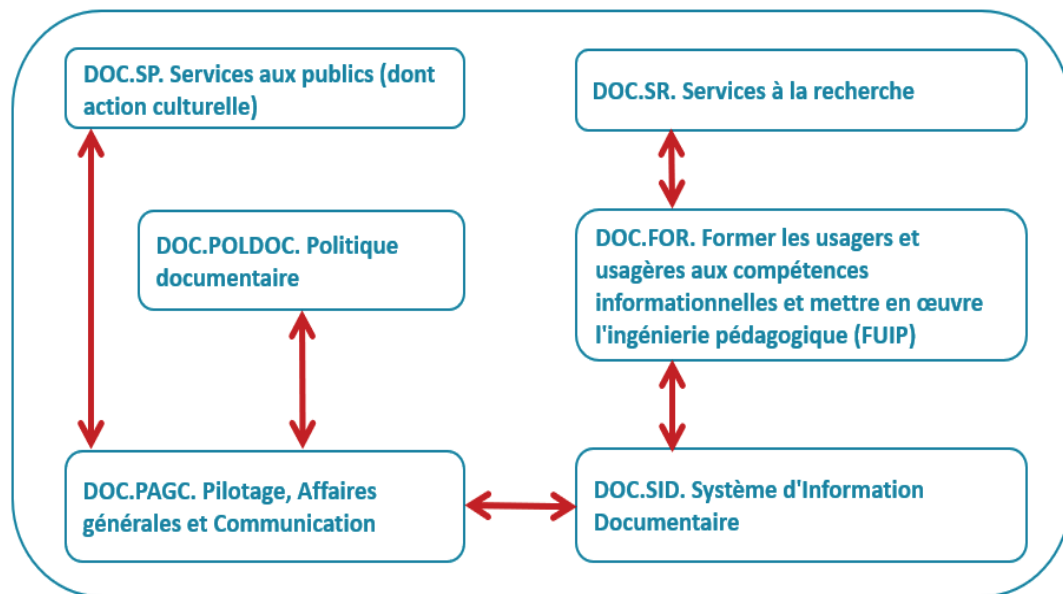 DOC.SP. Services aux publics (dont
action culturelle)
DOC.SR. Services à la recherche
DOC.POLDOC. Politique
documentaire
DOC.FOR. Former les usagers et
usagères aux compétences
informationnelles et mettre en œuvre
l'ingénierie pédagogique (FUIP)
DOC.PAGC. Pilotage, Affaires
générales et Communication
DOC.SID. Système d'Information
Documentaire